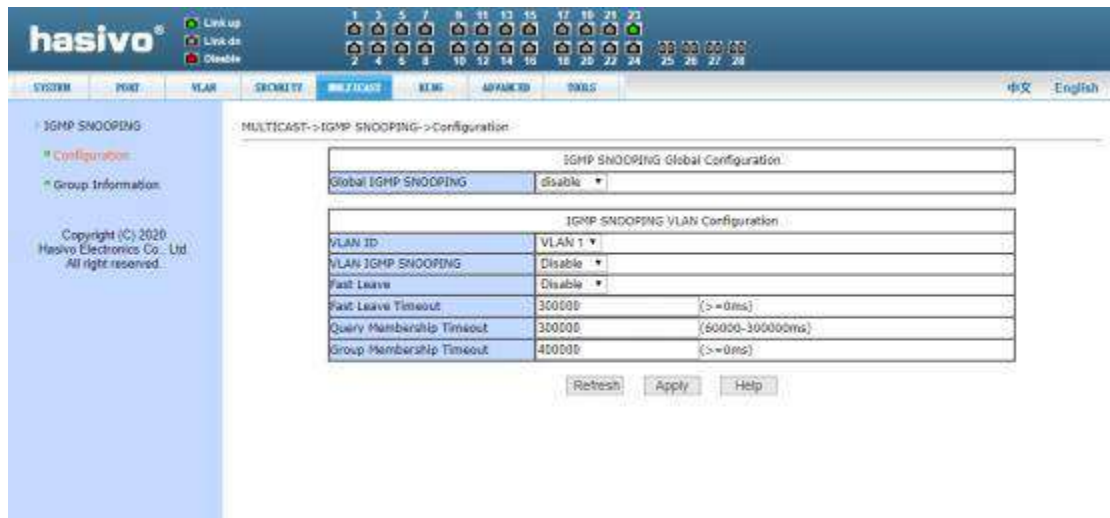 hasivo®
Link up
Link dn
Disable
1 3 5 7 9 11 13 15 17 19 21 23
2 4 6 8 10 12 14 16 18 20 22 24 25 26 27 28
SYSTEM PORT VLAN SECURITY MULTICAST RING ADVANCED TOOLS 中文 English
IGMP SNOOPING
Configuration
Group Information
Copyright (C) 2020
Hasivo Electronics Co., Ltd
All right reserved.
MULTICAST->IGMP SNOOPING->Configuration
IGMP SNOOPING Global Configuration
Global IGMP SNOOPING disable
IGMP SNOOPING VLAN Configuration
VLAN ID VLAN 1
VLAN IGMP SNOOPING Disable
Fast Leave Disable
Fast Leave Timeout 300000 (>=0ms)
Query Membership Timeout 300000 (60000-300000ms)
Group Membership Timeout 400000 (>=0ms)
Refresh Apply Help